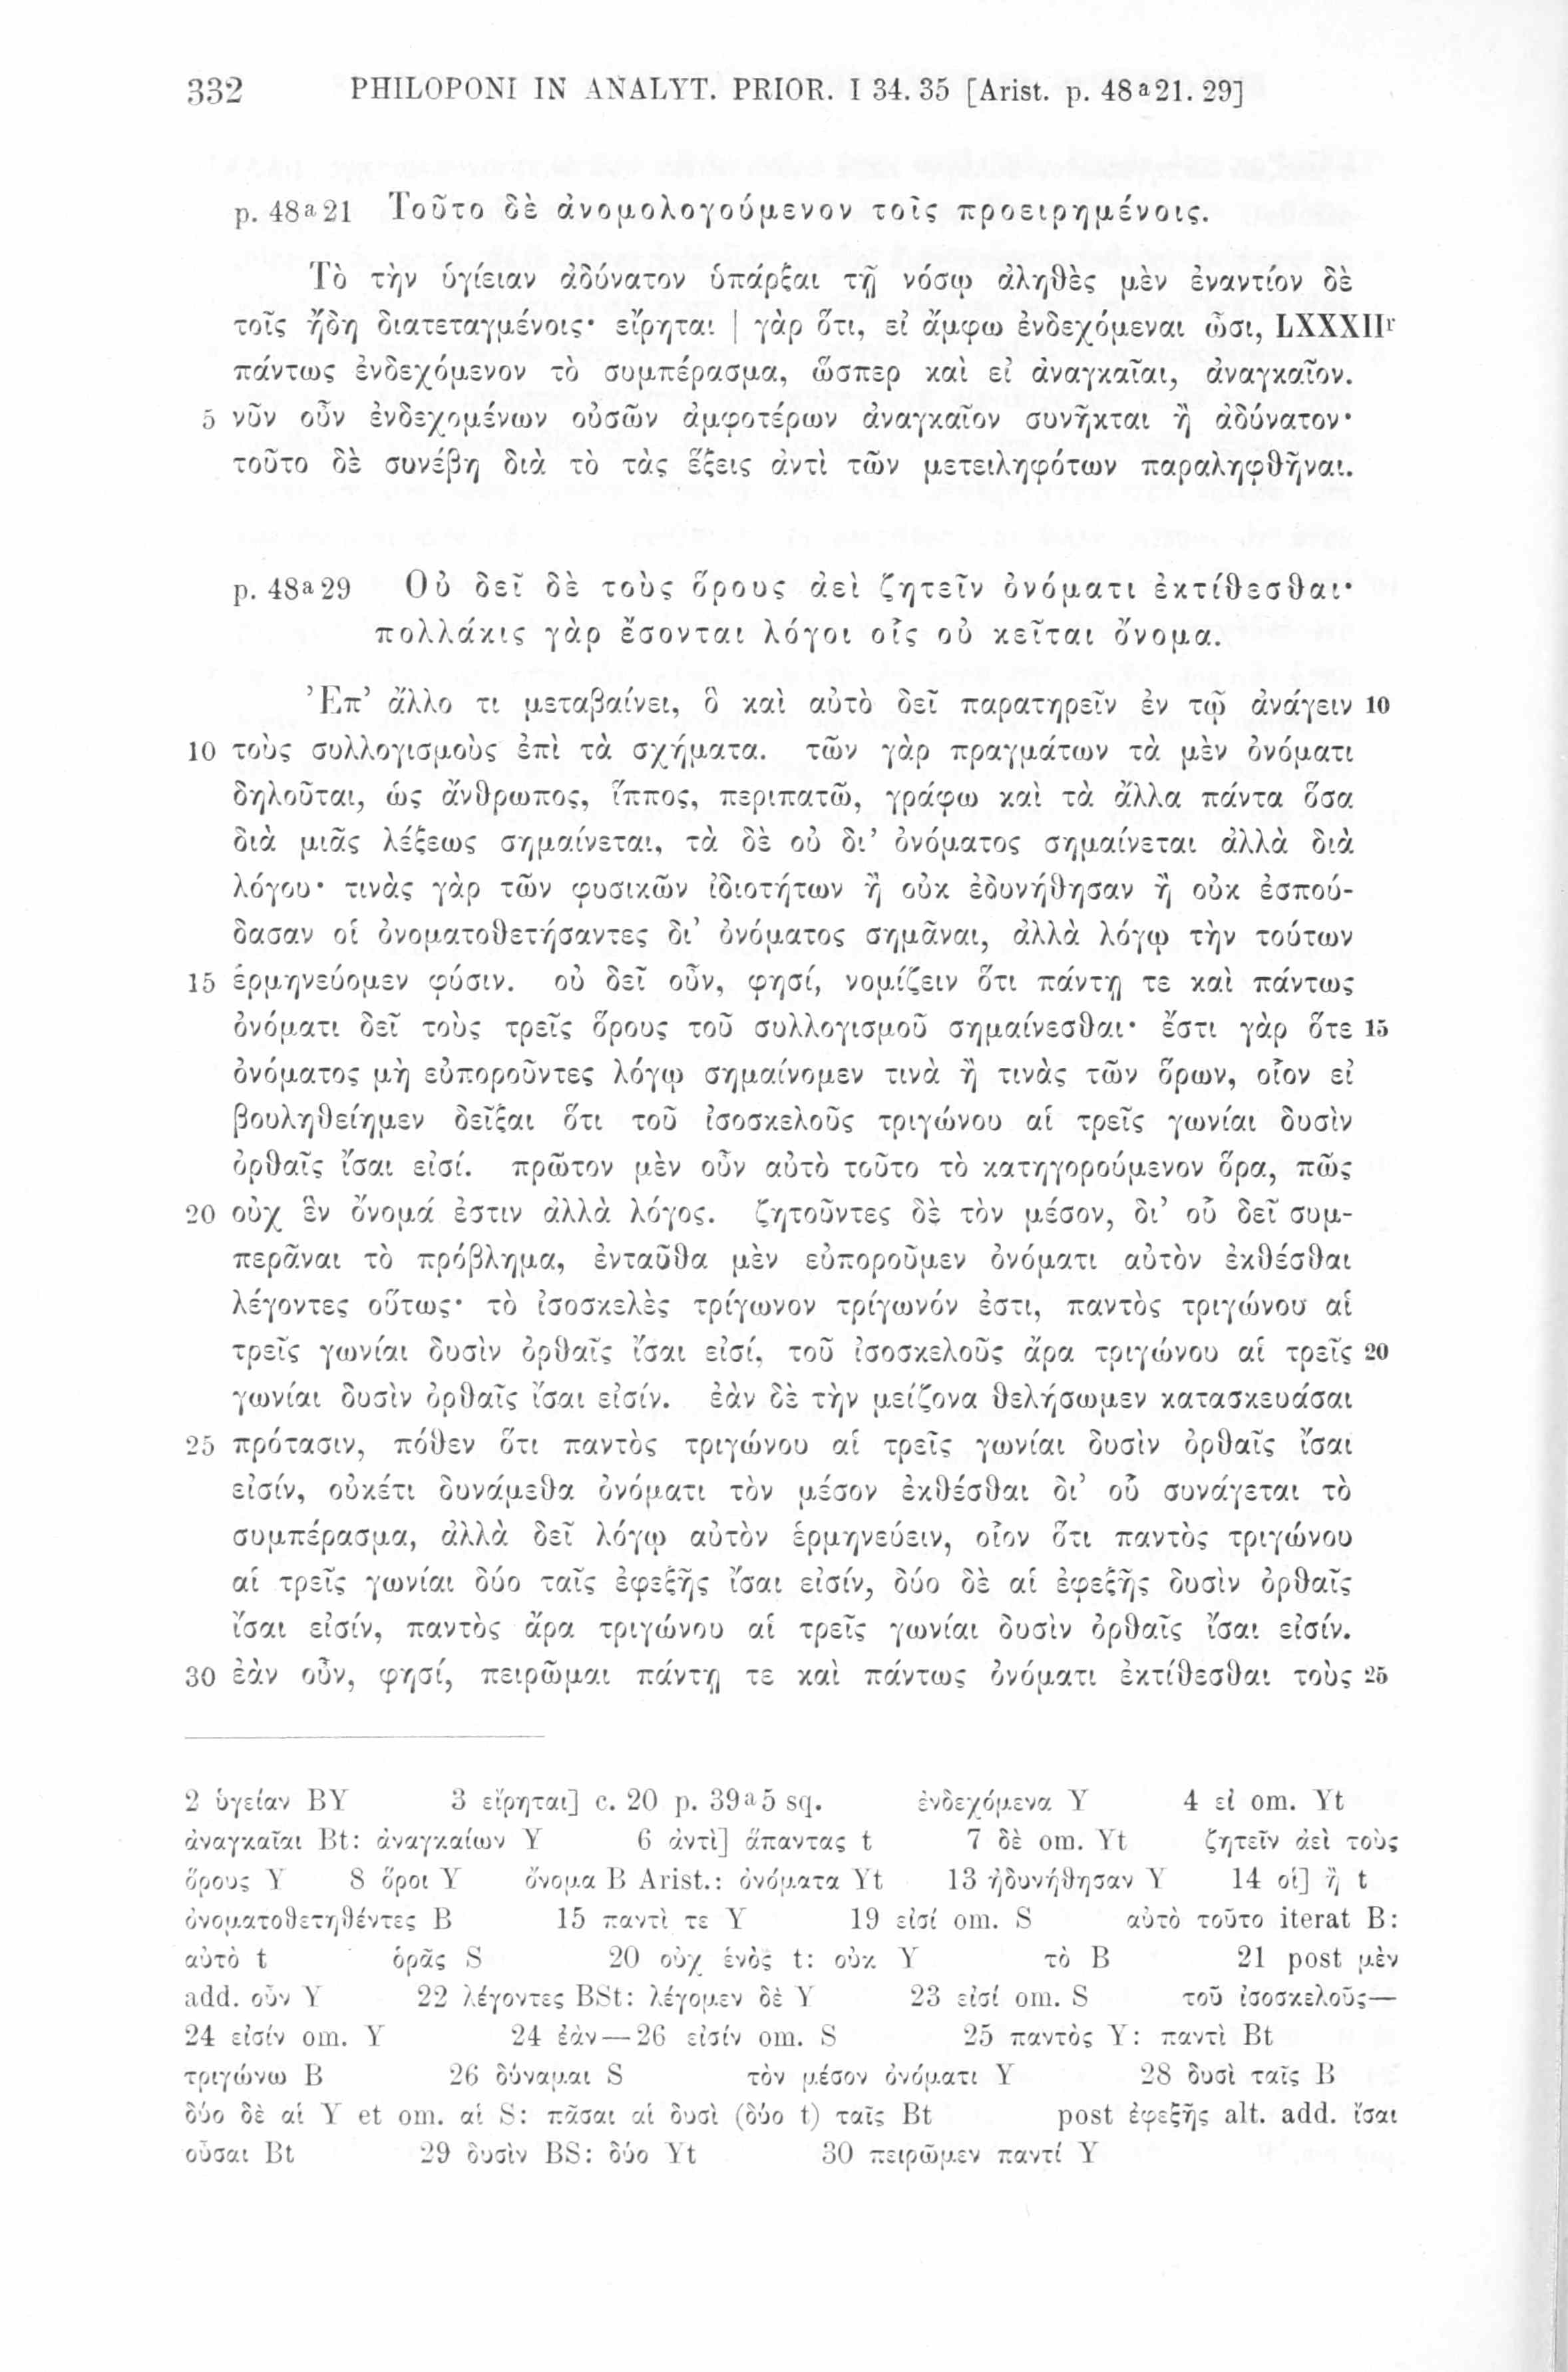 332 PHILOPONI IN ANALYT. PRIOR. I 34. 35 [Arist. p. 48a21. 29]
p. 48a21 Τοῦτο δὲ ἀνομολογούμενον τοῖς προειρημένοις.
Τὸ τὴν ὑγίειαν ἀδύνατον ὑπάρξαι τῇ νόσῳ ἀληθὲς μὲν ἐναντίον δὲ
τοῖς ἤδη διατεταγμένοις· εἴρηται | γὰρ ὅτι, εἰ ἄμφω ἐνδεχόμεναι ὦσι, LXXXIIr
πάντως ἐνδεχόμενον τὸ συμπέρασμα, ὥσπερ καὶ εἰ ἀναγκαῖαι, ἀναγκαῖον.
5 νῦν οὖν ἐνδεχομένων οὐσῶν ἀμφοτέρων ἀναγκαῖον συνῆκται ἢ ἀδύνατον·
τοῦτο δὲ συνέβη διὰ τὸ τὰς ἕξεις ἀντὶ τῶν μετειληφότων παραληφθῆναι.
p. 48a29 Οὐ δεῖ δὲ τοὺς ὅρους ἀεὶ ζητεῖν ὀνόματι ἐκτίθεσθαι·
πολλάκις γὰρ ἔσονται λόγοι οἷς οὐ κεῖται ὄνομα.
Ἐπ’ ἄλλο τι μεταβαίνει, ὃ καὶ αὐτὸ δεῖ παρατηρεῖν ἐν τῷ ἀνάγειν 10
10 τοὺς συλλογισμοὺς ἐπὶ τὰ σχήματα. τῶν γὰρ πραγμάτων τὰ μὲν ὀνόματι
δηλοῦται, ὡς ἄνθρωπος, ἵππος, περιπατῶ, γράφω καὶ τὰ ἄλλα πάντα ὅσα
διὰ μιᾶς λέξεως σημαίνεται, τὰ δὲ οὐ δι’ ὀνόματος σημαίνεται ἀλλὰ διὰ
λόγου· τινὰς γὰρ τῶν φυσικῶν ἰδιοτήτων ἢ οὐκ ἐδυνήθησαν ἢ οὐκ ἐσπού-
δασαν οἱ ὀνοματοθετήσαντες δι’ ὀνόματος σημᾶναι, ἀλλὰ λόγῳ τὴν τούτων
15 ἑρμηνεύομεν φύσιν. οὐ δεῖ οὖν, φησί, νομίζειν ὅτι πάντῃ τε καὶ πάντως
ὀνόματι δεῖ τοὺς τρεῖς ὅρους τοῦ συλλογισμοῦ σημαίνεσθαι· ἔστι γὰρ ὅτε 15
ὀνόματος μὴ εὐποροῦντες λόγῳ σημαίνομεν τινὰ ἢ τινὰς τῶν ὅρων, οἷον εἰ
βουληθείημεν δεῖξαι ὅτι τοῦ ἰσοσκελοῦς τριγώνου αἱ τρεῖς γωνίαι δυσὶν
ὀρθαῖς ἴσαι εἰσί. πρῶτον μὲν οὖν αὐτὸ τοῦτο τὸ κατηγορούμενον ὅρα, πῶς
20 οὐχ ἓν ὄνομά ἐστιν ἀλλὰ λόγος. ζητοῦντες δὲ τὸν μέσον, δι’ οὗ δεῖ συμ-
περᾶναι τὸ πρόβλημα, ἐνταῦθα μὲν εὐποροῦμεν ὀνόματι αὐτὸν ἐκθέσθαι
λέγοντες οὕτως· τὸ ἰσοσκελὲς τρίγωνον τρίγωνόν ἐστι, παντὸς τριγώνου αἱ
τρεῖς γωνίαι δυσὶν ὀρθαῖς ἴσαι εἰσί, τοῦ ἰσοσκελοῦς ἄρα τριγώνου αἱ τρεῖς 20
γωνίαι δυσὶν ὀρθαῖς ἴσαι εἰσίν. ἐὰν δὲ τὴν μείζονα θελήσωμεν κατασκευάσαι
25 πρότασιν, πόθεν ὅτι παντὸς τριγώνου αἱ τρεῖς γωνίαι δυσὶν ὀρθαῖς ἴσαι
εἰσίν, οὐκέτι δυνάμεθα ὀνόματι τὸν μέσον ἐκθέσθαι δι’ οὗ συνάγεται τὸ
συμπέρασμα, ἀλλὰ δεῖ λόγῳ αὐτὸν ἑρμηνεύειν, οἷον ὅτι παντὸς τριγώνου
αἱ τρεῖς γωνίαι δύο ταῖς ἐφεξῆς ἴσαι εἰσίν, δύο δὲ αἱ ἐφεξῆς δυσὶν ὀρθαῖς
ἴσαι εἰσίν, παντὸς ἄρα τριγώνου αἱ τρεῖς γωνίαι δυσὶν ὀρθαῖς ἴσαι εἰσίν.
30 ἐὰν οὖν, φησί, πειρῶμαι πάντῃ τε καὶ πάντως ὀνόματι ἐκτίθεσθαι τοὺς 25
2 ὑγείαν BY 3 εἴρηται] c. 20 p. 39a5 sq. ἐνδεχόμενα Y 4 εἰ om. Yt
ἀναγκαῖαι Bt: ἀναγκαίων Y 6 ἀντὶ] ἅπαντας t 7 δὲ om. Yt ζητεῖν ἀεὶ τοὺς
ὅρους Y 8 ὅροι Y ὄνομα B Arist.: ὀνόματα Yt 13 ἠδυνήθησαν Y 14 οἱ] ἢ t
ὀνοματοθετηθέντες B 15 παντί τε Y 19 εἰσί om. S αὐτὸ τοῦτο iterat B:
αὐτὸ t ὁρᾷς S 20 οὐχ ἑνὸς t: οὐκ Y τὸ B 21 post μὲν
add. οὖν Y 22 λέγοντες BSt: λέγομεν δὲ Y 23 εἰσί om. S τοῦ ἰσοσκελοῦς—
24 εἰσίν om. Y 24 ἐὰν—26 εἰσίν om. S 25 παντὸς Y: παντὶ Bt
τριγώνω B 26 δύναμαι S τὸν μέσον ὀνόματι Y 28 δυσὶ ταῖς B
δύο δὲ αἱ Y et om. αἱ S: πᾶσαι αἱ δυσὶ (δύο t) ταῖς Bt post ἐφεξῆς alt. add. ἴσαι
οὖσαι Bt 29 δυσὶν BS: δύο Yt 30 πειρῶμεν παντί Y